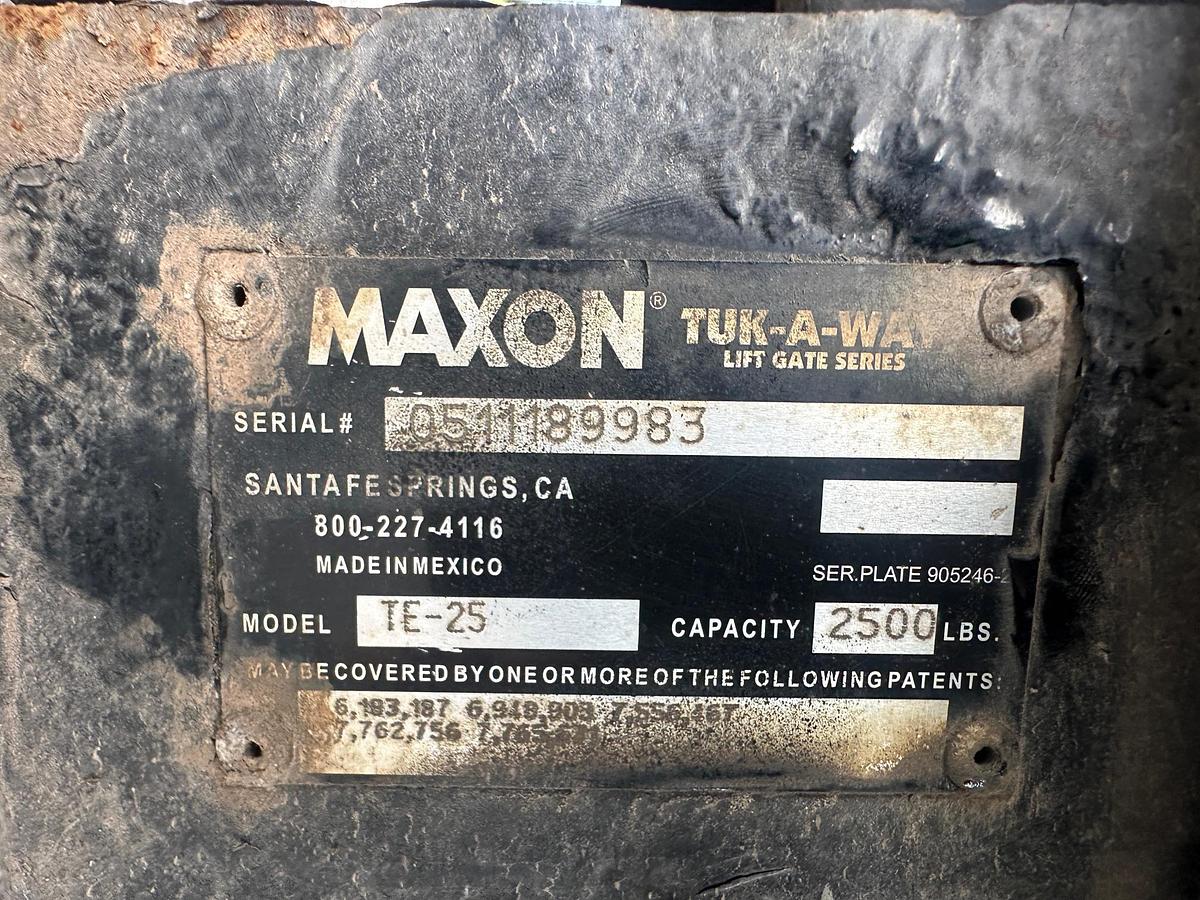 MAXON® TUK-A-WAY
LIFT GATE SERIES
SERIAL# 0511189983
SANTA FE SPRINGS, CA
800-227-4116
MADE IN MEXICO
SER.PLATE 905246-2
MODEL TE-25 CAPACITY 2500 LBS.
MAY BE COVERED BY ONE OR MORE OF THE FOLLOWING PATENTS:
6,183,187
7,762,756